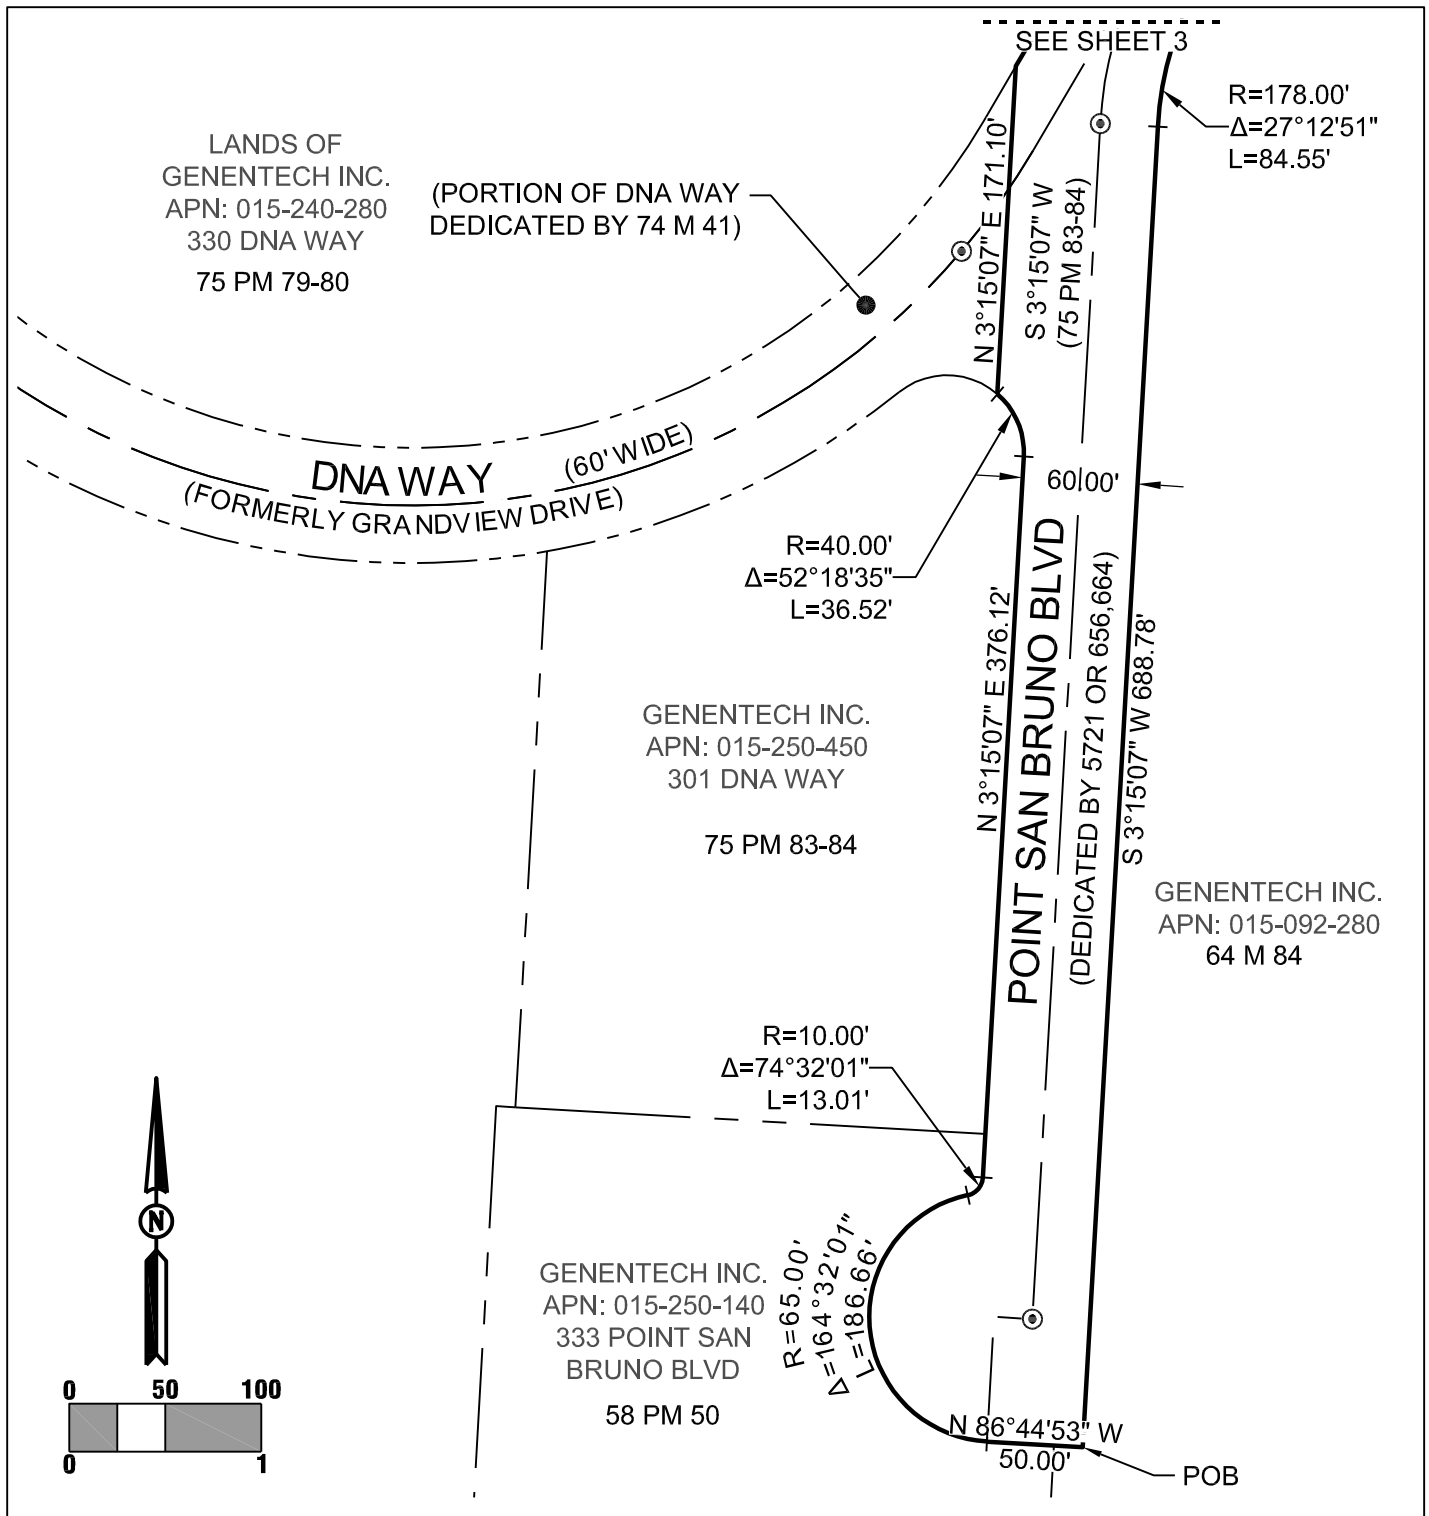 SEE SHEET 3
R=178.00'
Δ=27°12'51"
L=84.55'
LANDS OF
GENENTECH INC.
APN: 015-240-280
330 DNA WAY
75 PM 79-80
(PORTION OF DNA WAY
DEDICATED BY 74 M 41)
N 3°15'07" E 171.10'
S 3°15'07" W
(75 PM 83-84)
DNA WAY
(60' WIDE)
(FORMERLY GRANDVIEW DRIVE)
60.00'
R=40.00'
Δ=52°18'35"
L=36.52'
N 3°15'07" E 376.12'
POINT SAN BRUNO BLVD
(DEDICATED BY 5721 OR 656,664)
S 3°15'07" W 688.78'
GENENTECH INC.
APN: 015-250-450
301 DNA WAY
75 PM 83-84
GENENTECH INC.
APN: 015-092-280
64 M 84
R=10.00'
Δ=74°32'01"
L=13.01'
N
GENENTECH INC.
APN: 015-250-140
333 POINT SAN
BRUNO BLVD
58 PM 50
R=65.00'
Δ=164°32'01"
L=186.66'
0 50 100
0 1
N 86°44'53" W
50.00'
POB